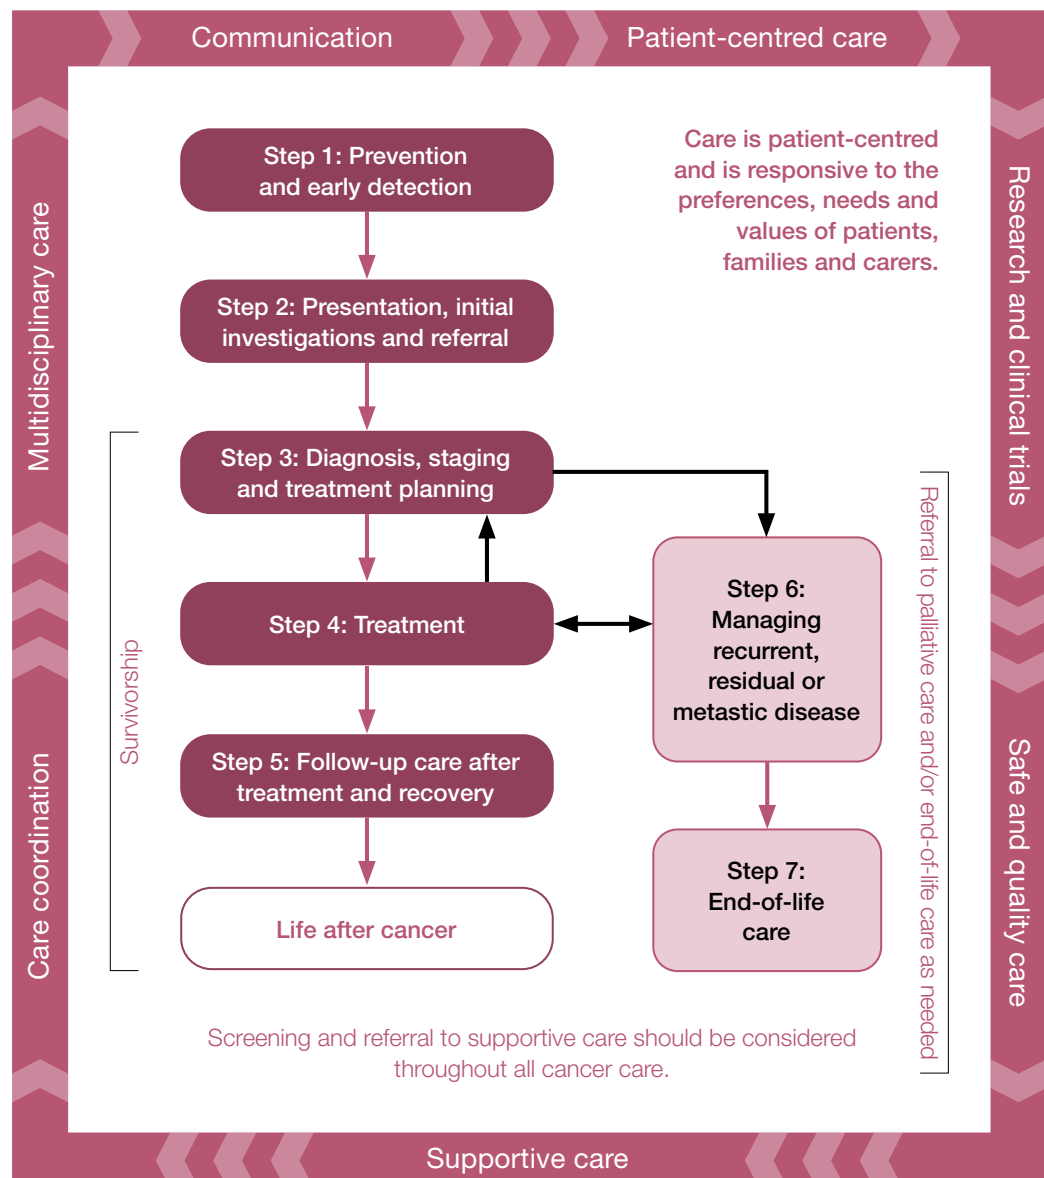 Communication
Patient-centred care
Multidisciplinary care
Care coordination
Research and clinical trials
Safe and quality care
Supportive care
Care is patient-centred
and is responsive to the
preferences, needs and
values of patients,
families and carers.
Step 1: Prevention
and early detection
Step 2: Presentation, initial
investigations and referral
Step 3: Diagnosis, staging
and treatment planning
Step 4: Treatment
Step 5: Follow-up care after
treatment and recovery
Life after cancer
Survivorship
Step 6:
Managing
recurrent,
residual or
metastic disease
Step 7:
End-of-life
care
Referral to palliative care and/or end-of-life care as needed
Screening and referral to supportive care should be considered
throughout all cancer care.